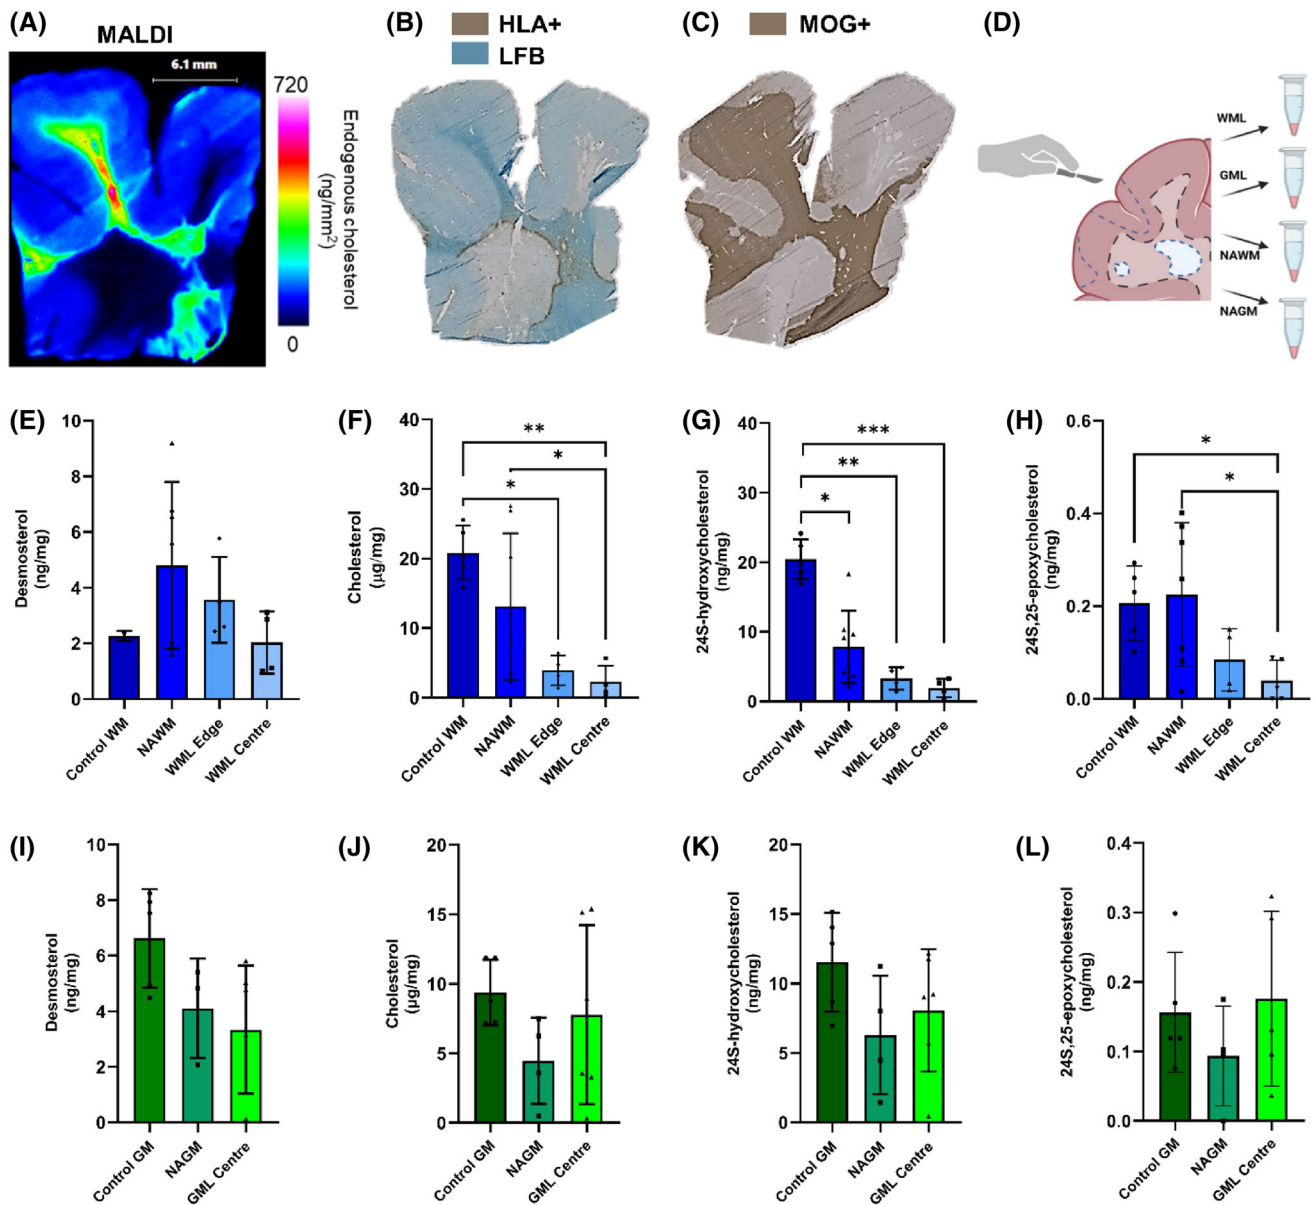 (A)
MALDI
6.1 mm
720
0
Endogenous cholesterol
(ng/mm²)
(B)
HLA+
LFB
(C)
MOG+
(D)
WML
GML
NAWM
NAGM
(E)
Desmosterol
(ng/mg)
10
8
6
4
2
0
Control WM
NAWM
WML Edge
WML Centre
(F)
Cholesterol
(µg/mg)
40
30
20
10
0
**
*
*
Control WM
NAWM
WML Edge
WML Centre
(G)
24S-hydroxycholesterol
(ng/mg)
40
30
20
10
0
***
**
*
Control WM
NAWM
WML Edge
WML Centre
(H)
24S,25-epoxycholesterol
(ng/mg)
0.6
0.4
0.2
0.0
*
*
Control WM
NAWM
WML Edge
WML Centre
(I)
Desmosterol
(ng/mg)
10
8
6
4
2
0
Control GM
NAGM
GML Centre
(J)
Cholesterol
(µg/mg)
20
15
10
5
0
Control GM
NAGM
GML Centre
(K)
24S-hydroxycholesterol
(ng/mg)
20
15
10
5
0
Control GM
NAGM
GML Centre
(L)
24S,25-epoxycholesterol
(ng/mg)
0.4
0.3
0.2
0.1
0.0
Control GM
NAGM
GML Centre